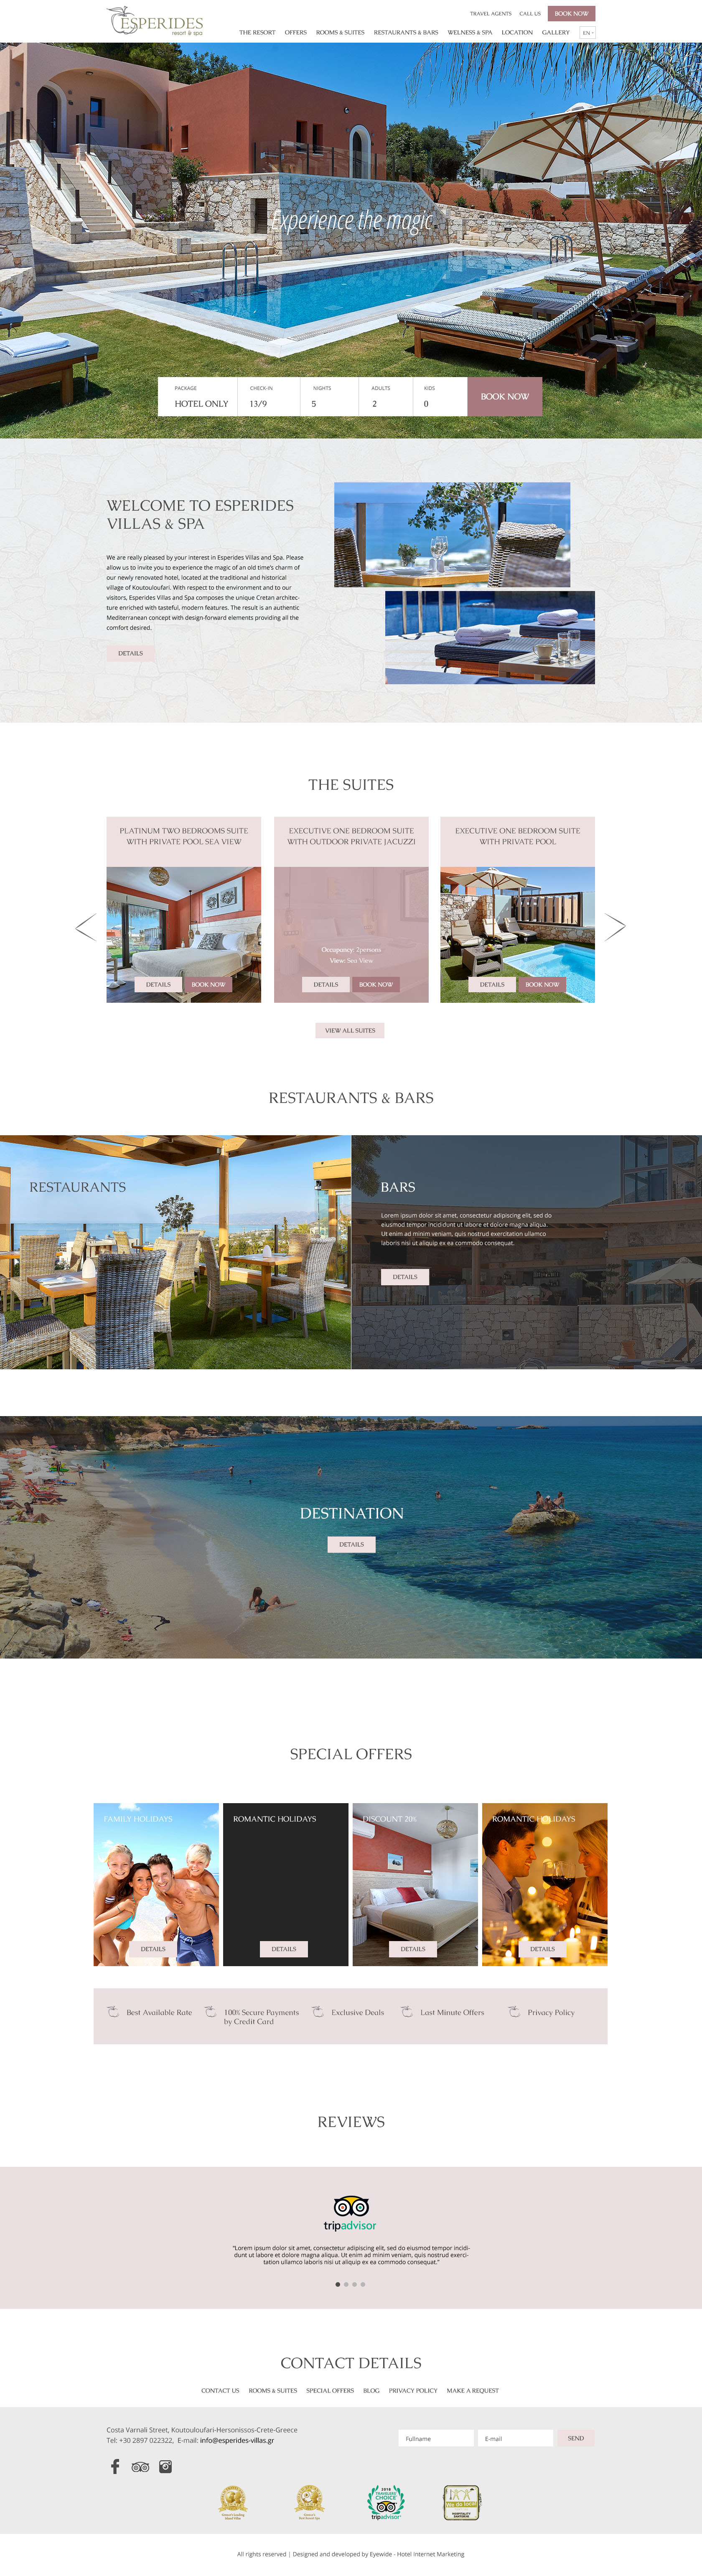 ESPERIDES
resort & spa
TRAVEL AGENTS CALL US BOOK NOW
THE RESORT OFFERS ROOMS & SUITES RESTAURANTS & BARS WELNESS & SPA LOCATION GALLERY EN
Experience the magic
PACKAGE CHECK-IN NIGHTS ADULTS KIDS
HOTEL ONLY 13/9 5 2 0
BOOK NOW
WELCOME TO ESPERIDES
VILLAS & SPA
We are really pleased by your interest in Esperides Villas and Spa. Please
allow us to invite you to experience the magic of an old time's charm of
our newly renovated hotel, located at the traditional and historical
village of Koutouloufari. With respect to the environment and to our
visitors, Esperides Villas and Spa composes the unique Cretan architec-
ture enriched with tasteful, modern features. The result is an authentic
Mediterranean concept with design-forward elements providing all the
comfort desired.
DETAILS
THE SUITES
PLATINUM TWO BEDROOMS SUITE
WITH PRIVATE POOL SEA VIEW
DETAILS BOOK NOW
EXECUTIVE ONE BEDROOM SUITE
WITH OUTDOOR PRIVATE JACUZZI
Occupancy: 2persons
View: Sea View
DETAILS BOOK NOW
EXECUTIVE ONE BEDROOM SUITE
WITH PRIVATE POOL
DETAILS BOOK NOW
VIEW ALL SUITES
RESTAURANTS & BARS
RESTAURANTS
BARS
Lorem ipsum dolor sit amet, consectetur adipiscing elit, sed do
eiusmod tempor incididunt ut labore et dolore magna aliqua.
Ut enim ad minim veniam, quis nostrud exercitation ullamco
laboris nisi ut aliquip ex ea commodo consequat.
DETAILS
DESTINATION
DETAILS
SPECIAL OFFERS
FAMILY HOLIDAYS
DETAILS
ROMANTIC HOLIDAYS
DETAILS
DISCOUNT 20%
DETAILS
ROMANTIC HOLIDAYS
DETAILS
Best Available Rate
100% Secure Payments
by Credit Card
Exclusive Deals
Last Minute Offers
Privacy Policy
REVIEWS
tripadvisor
"Lorem ipsum dolor sit amet, consectetur adipiscing elit, sed do eiusmod tempor incidi-
dunt ut labore et dolore magna aliqua. Ut enim ad minim veniam, quis nostrud exerci-
tation ullamco laboris nisi ut aliquip ex ea commodo consequat."
CONTACT DETAILS
CONTACT US ROOMS & SUITES SPECIAL OFFERS BLOG PRIVACY POLICY MAKE A REQUEST
Costa Varnali Street, Koutouloufari-Hersonissos-Crete-Greece
Tel: +30 2897 022322, E-mail: info@esperides-villas.gr
Fullname E-mail SEND
2018
TRAVELERS'
CHOICE
tripadvisor
We do local
All rights reserved | Designed and developed by Eyewide - Hotel Internet Marketing